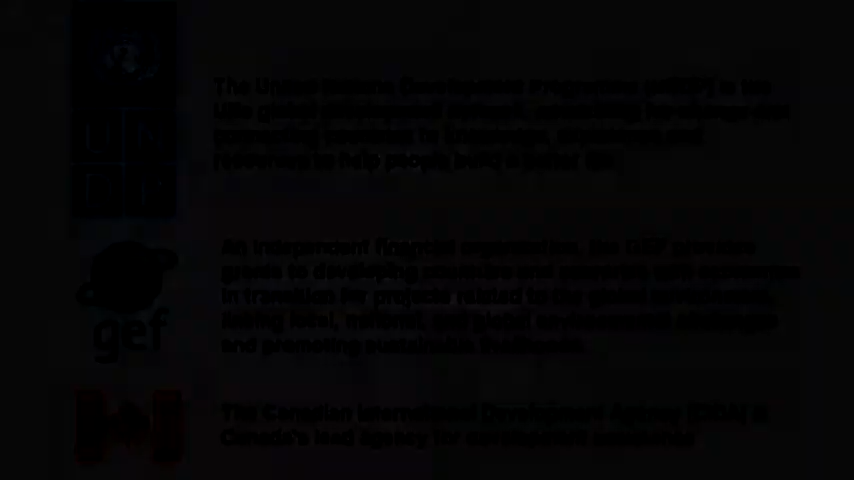 U N
D P
The United Nations Development Programme (UNDP) is the
UN's global development network, advocating for change and
connecting countries to knowledge, experience and
resources to help people build a better life.
gef
An independent financial organization, the GEF provides
grants to developing countries and countries with economies
in transition for projects related to the global environment,
linking local, national, and global environmental challenges
and promoting sustainable livelihoods.
The Canadian International Development Agency (CIDA) is
Canada's lead agency for development assistance.